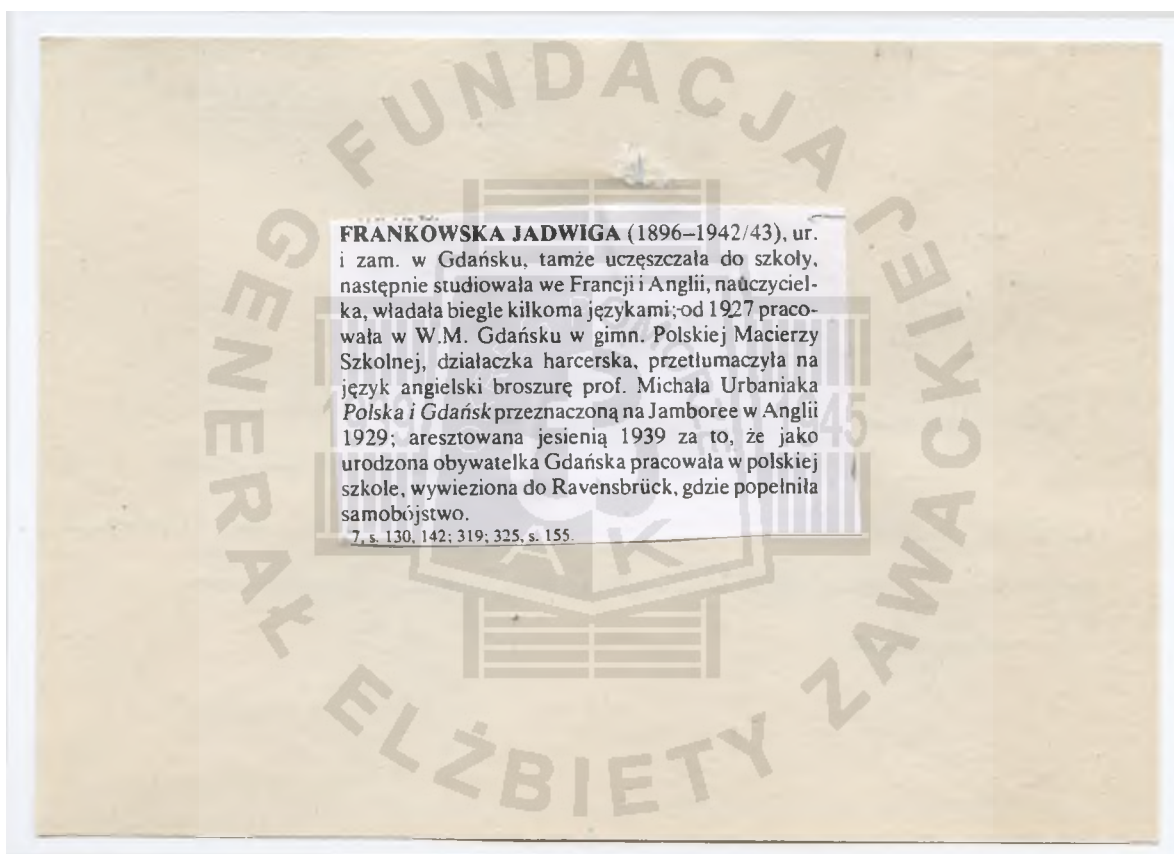 FRANKOWSKA JADWIGA (1896–1942/43), ur.
i zam. w Gdańsku, tamże uczęszczała do szkoły,
następnie studiowała we Francji i Anglii, nauczyciel-
ka, władała biegle kilkoma językami; od 1927 praco-
wała w W.M. Gdańsku w gimn. Polskiej Macierzy
Szkolnej, działaczka harcerska, przetłumaczyła na
język angielski broszurę prof. Michała Urbaniaka
Polska i Gdańsk przeznaczoną na Jamboree w Anglii
1929; aresztowana jesienią 1939 za to, że jako
urodzona obywatelka Gdańska pracowała w polskiej
szkole, wywieziona do Ravensbrück, gdzie popełniła
samobójstwo.
7, s. 130, 142; 319; 325, s. 155.
FUNDACJA GENERAŁ ELŻBIETY ZAWACKIEJ
AK